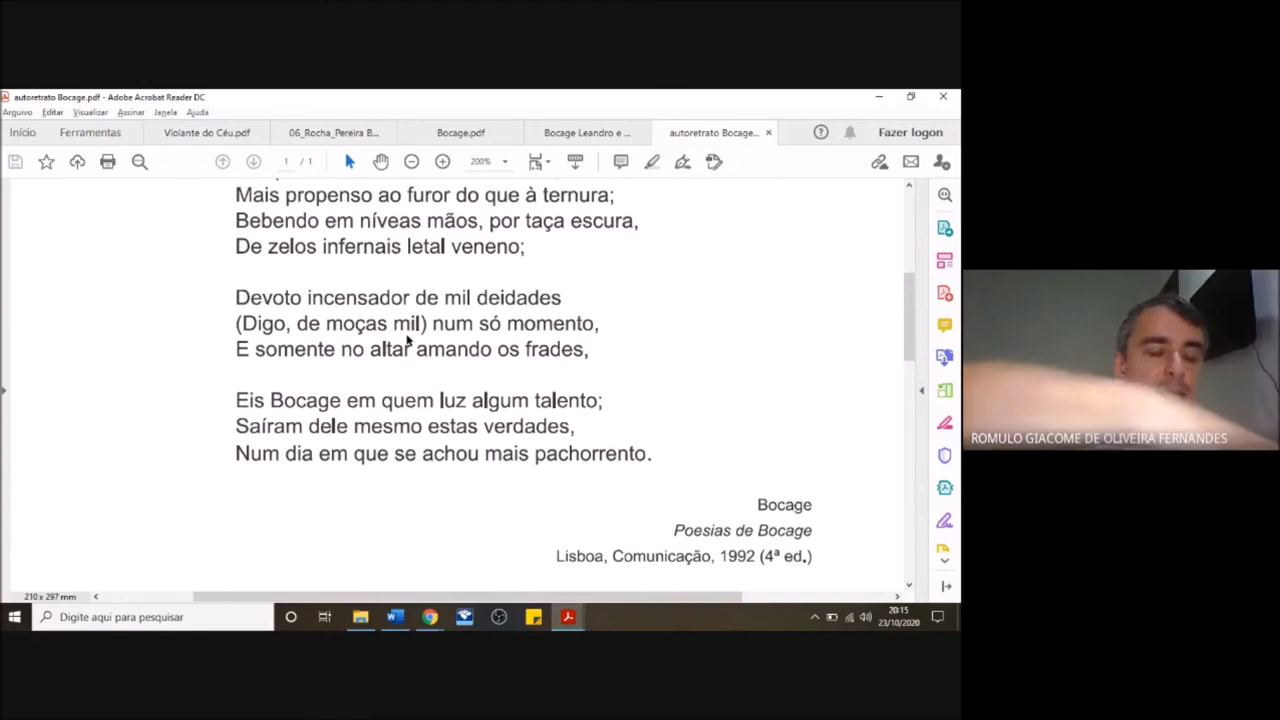 autoretrato Bocage.pdf - Adobe Acrobat Reader DC
Arquivo Editar Visualizar Assinar Janela Ajuda
Início Ferramentas Violante do Céu.pdf 06_Rocha_Pereira B... Bocage.pdf Bocage Leandro e ... autoretrato Bocage... × Fazer logon
1 / 1 200%
Mais propenso ao furor do que à ternura;
Bebendo em níveas mãos, por taça escura,
De zelos infernais letal veneno;
Devoto incensador de mil deidades
(Digo, de moças mil) num só momento,
E somente no altar amando os frades,
Eis Bocage em quem luz algum talento;
Saíram dele mesmo estas verdades,
Num dia em que se achou mais pachorrento.
Bocage
Poesias de Bocage
Lisboa, Comunicação, 1992 (4ª ed.)
210 x 297 mm
Digite aqui para pesquisar
20:15
23/10/2020
ROMULO GIACOME DE OLIVEIRA FERNANDES